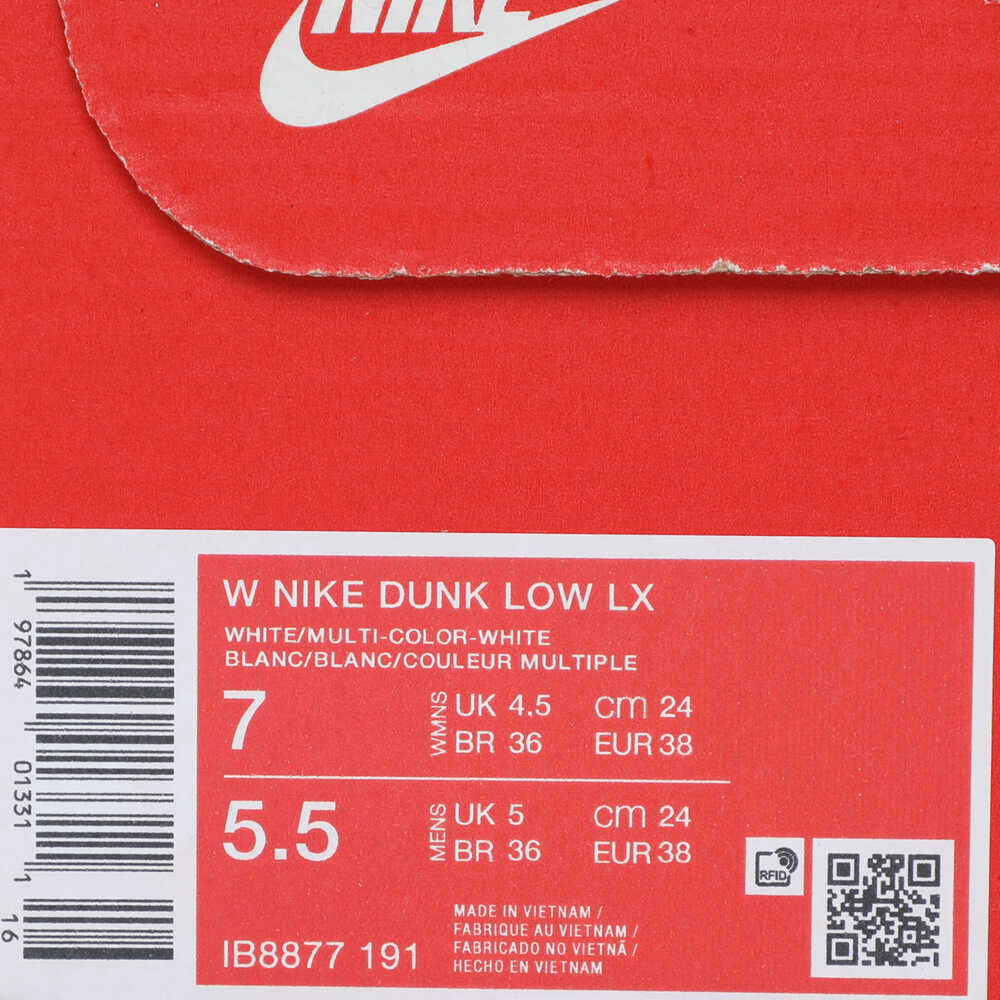 NIKE
W NIKE DUNK LOW LX
WHITE/MULTI-COLOR-WHITE
BLANC/BLANC/COULEUR MULTIPLE
7
WMNS
UK 4.5 cm 24
BR 36 EUR 38
5.5
MENS
UK 5 cm 24
BR 36 EUR 38
IB8877 191
MADE IN VIETNAM /
FABRIQUE AU VIETNAM /
FABRICADO NO VIETNÃ /
HECHO EN VIETNAM
RFID
1 97864 01331 1 16